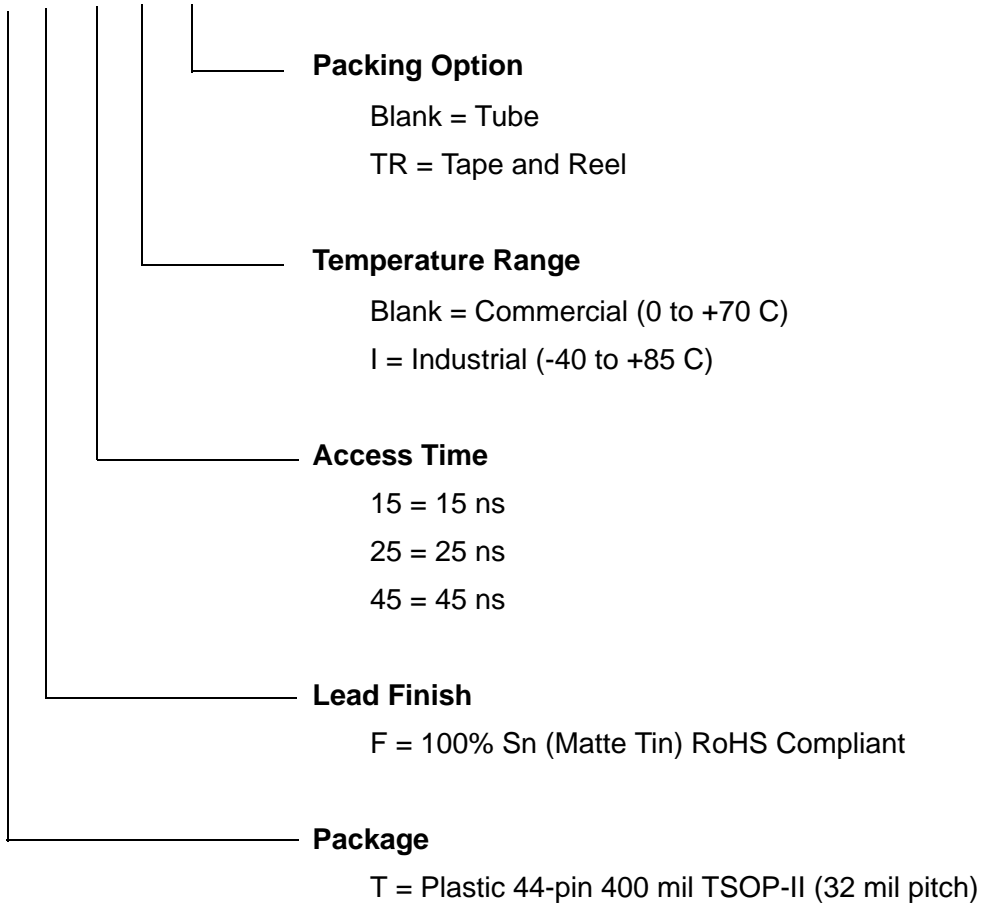 Packing Option
Blank = Tube
TR = Tape and Reel
Temperature Range
Blank = Commercial (0 to +70 C)
I = Industrial (-40 to +85 C)
Access Time
15 = 15 ns
25 = 25 ns
45 = 45 ns
Lead Finish
F = 100% Sn (Matte Tin) RoHS Compliant
Package
T = Plastic 44-pin 400 mil TSOP-II (32 mil pitch)